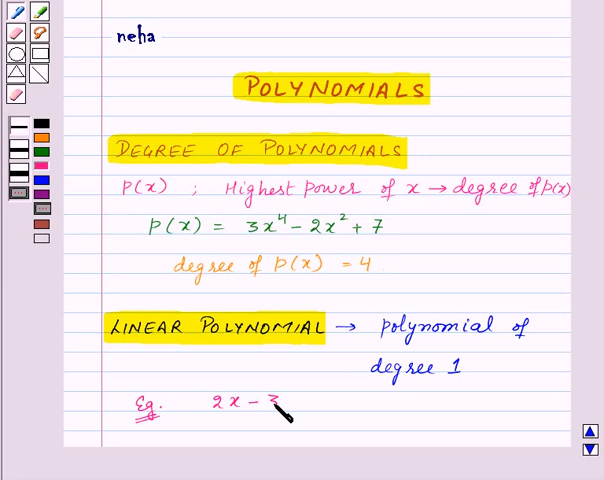 neha
POLYNOMIALS
DEGREE OF POLYNOMIALS
P(x) ; Highest Power of x → degree of p(x)
P(x) = 3x⁴ - 2x² + 7
degree of P(x) = 4
LINEAR POLYNOMIAL → polynomial of
degree 1
Eg. 2x - 3